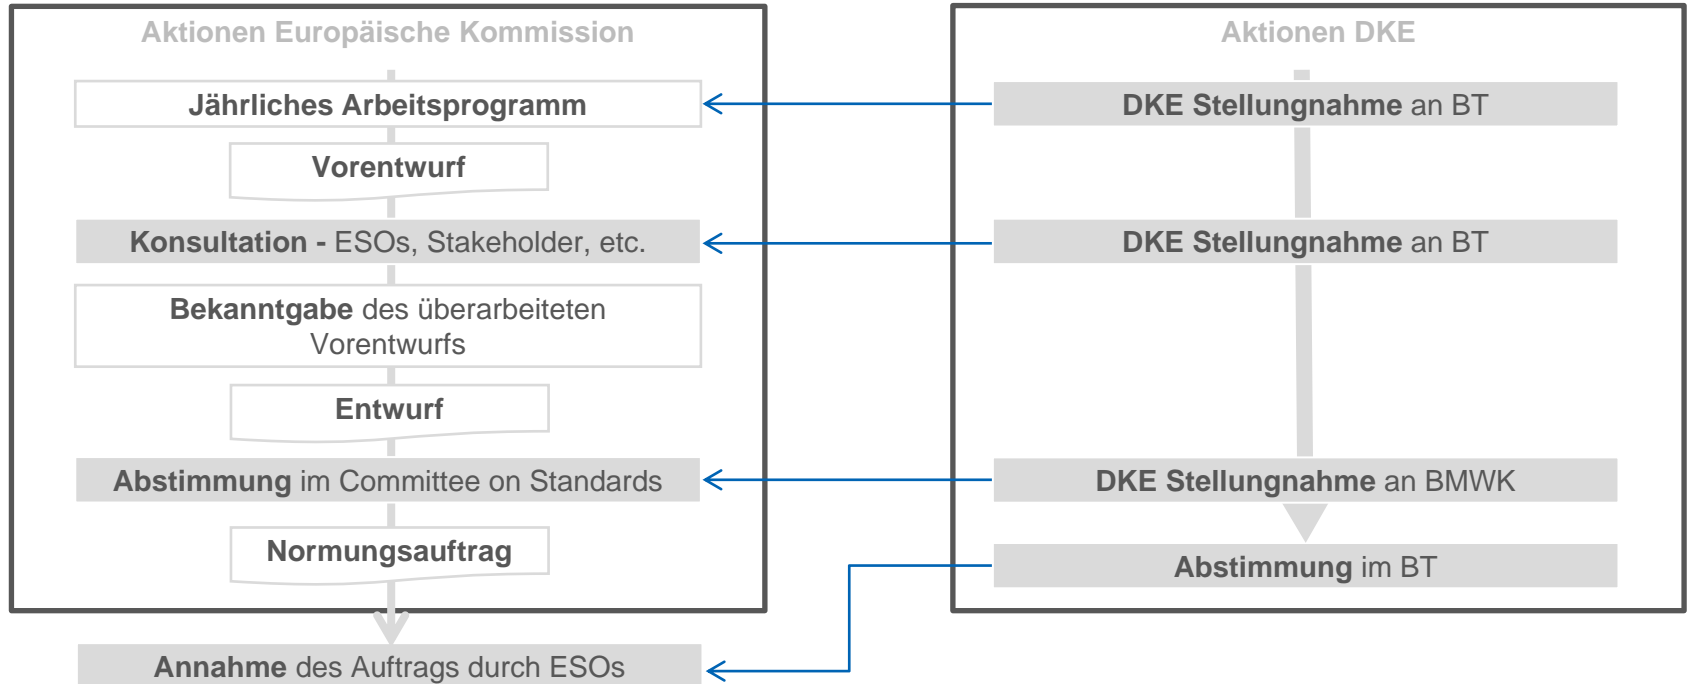 Aktionen Europäische Kommission
Jährliches Arbeitsprogramm
Vorentwurf
Konsultation - ESOs, Stakeholder, etc.
Bekanntgabe des überarbeiteten
Vorentwurfs
Entwurf
Abstimmung im Committee on Standards
Normungsauftrag
Annahme des Auftrags durch ESOs
Aktionen DKE
DKE Stellungnahme an BT
DKE Stellungnahme an BT
DKE Stellungnahme an BMWK
Abstimmung im BT